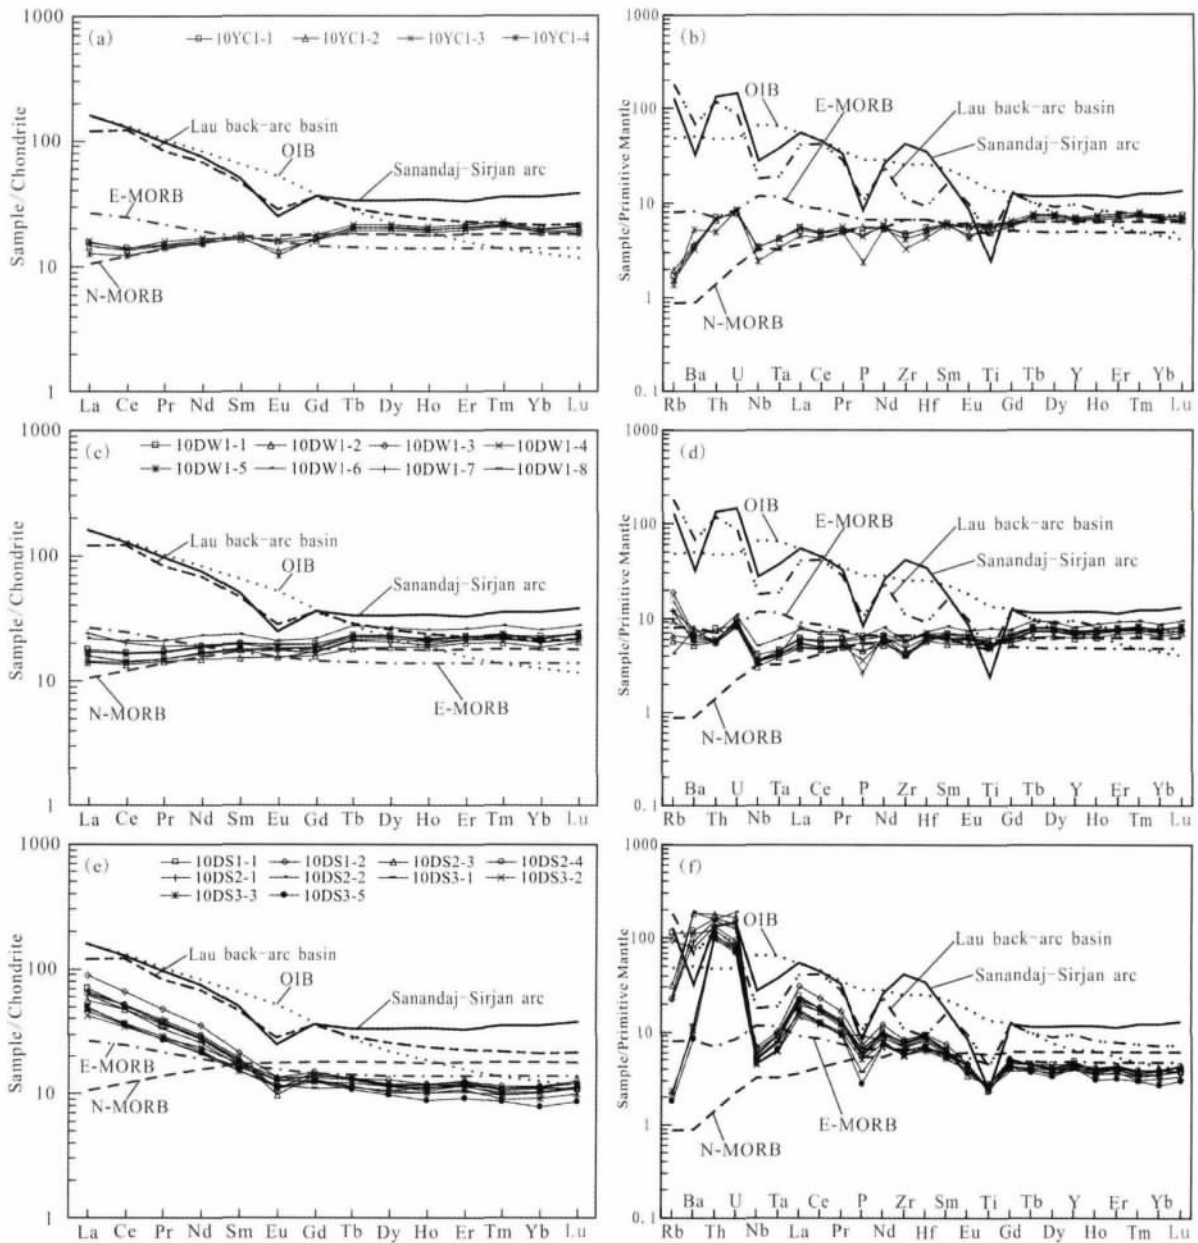 1000
(a)
10YC1-1 10YC1-2 10YC1-3 10YC1-4
100
10
1
Sample/Chondrite
Lau back-arc basin
OIB
Sanandaj-Sirjan arc
E-MORB
N-MORB
La Ce Pr Nd Sm Eu Gd Tb Dy Ho Er Tm Yb Lu
1000
(b)
100
10
1
0.1
Sample/Primitive Mantle
OIB
E-MORB
Lau back-arc basin
Sanandaj-Sirjan arc
N-MORB
Ba Th U Ta Ce P Zr Sm Ti Tb Y Er Yb
Rb Th U Nb La Pr Nd Hf Eu Gd Dy Ho Tm Lu
1000
(c)
10DW1-1 10DW1-2 10DW1-3 10DW1-4
10DW1-5 10DW1-6 10DW1-7 10DW1-8
100
10
1
Sample/Chondrite
Lau back-arc basin
OIB
Sanandaj-Sirjan arc
N-MORB
E-MORB
La Ce Pr Nd Sm Eu Gd Tb Dy Ho Er Tm Yb Lu
1000
(d)
100
10
1
0.1
Sample/Primitive Mantle
OIB
E-MORB
Lau back-arc basin
Sanandaj-Sirjan arc
N-MORB
Ba U Ta Ce P Zr Sm Ti Tb Y Er Yb
Rb Th Nb La Pr Nd Hf Eu Gd Dy Ho Tm Lu
1000
(e)
10DS1-1 10DS1-2 10DS2-3 10DS2-4
10DS2-1 10DS2-2 10DS3-1 10DS3-2
10DS3-3 10DS3-5
100
10
1
Sample/Chondrite
Lau back-arc basin
OIB
Sanandaj-Sirjan arc
E-MORB
N-MORB
La Ce Pr Nd Sm Eu Gd Tb Dy Ho Er Tm Yb Lu
1000
(f)
100
10
1
0.1
Sample/Primitive Mantle
OIB
Lau back-arc basin
Sanandaj-Sirjan arc
E-MORB
N-MORB
Ba U Ta Ce P Zr Sm Ti Tb Y Er Yb
Rb Th Nb La Pr Nd Hf Eu Gd Dy Ho Tm Lu